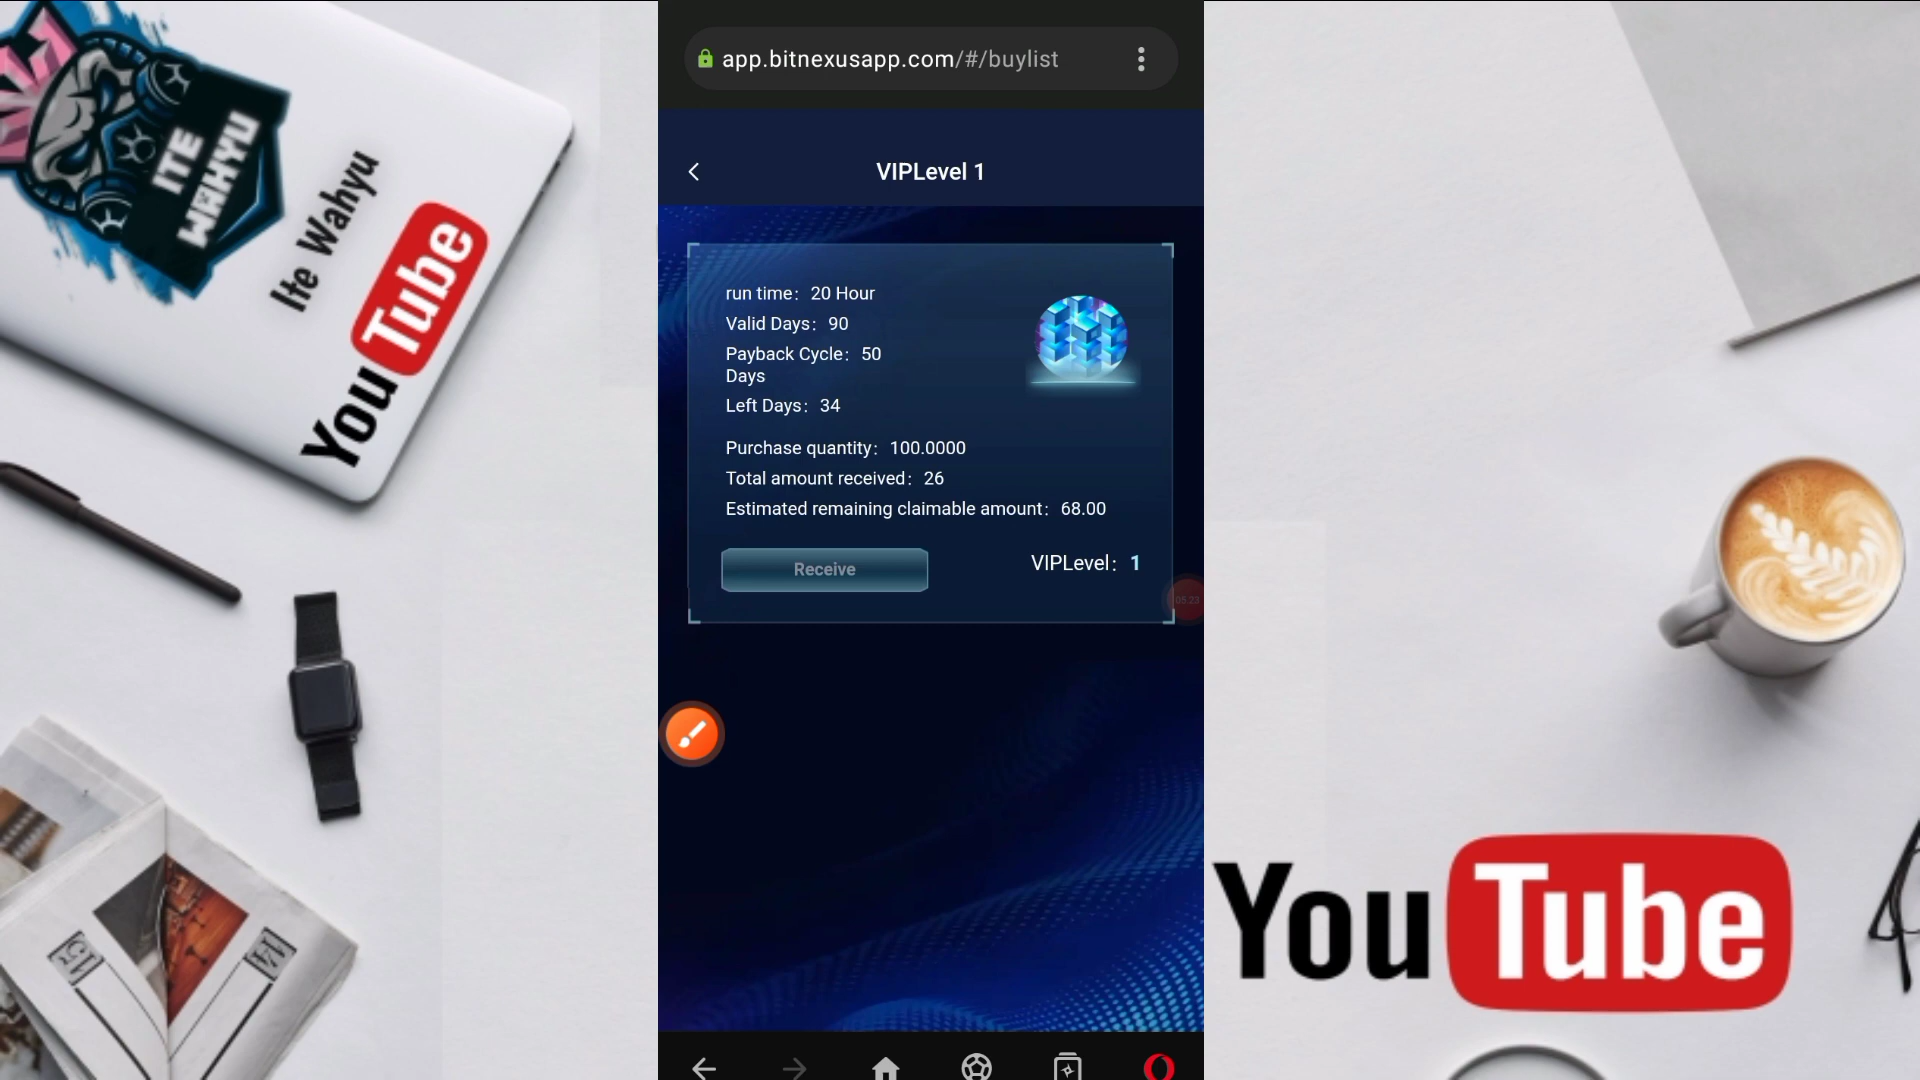 ITE
WAHYU
Ite Wahyu
YouTube
app.bitnexusapp.com/#/buylist
VIPLevel 1
run time: 20 Hour
Valid Days: 90
Payback Cycle: 50
Days
Left Days: 34
Purchase quantity: 100.0000
Total amount received: 26
Estimated remaining claimable amount: 68.00
Receive
VIPLevel: 1
05:23
YouTube